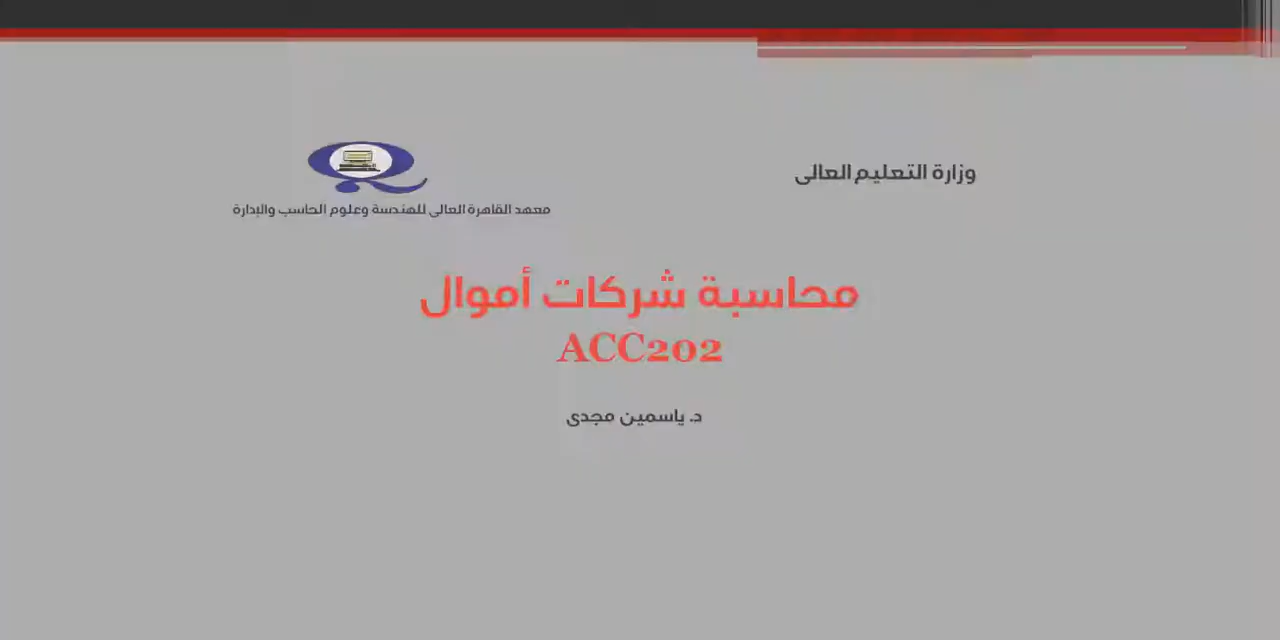 وزارة التعليم العالى
معهد القاهرة العالى للهندسة وعلوم الحاسب والإدارة
محاسبة شركات أموال
ACC202
د. ياسمين مجدى